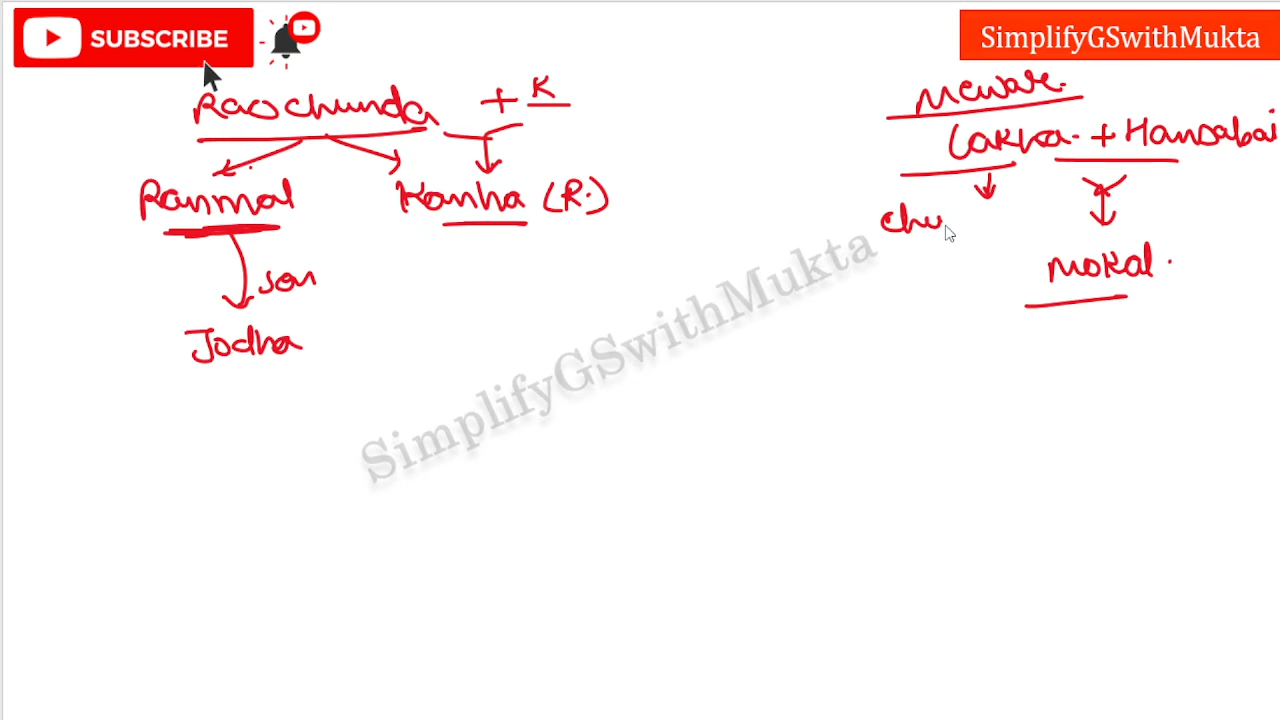 SUBSCRIBE
SimplifyGSwithMukta
Raochunda + K
Ranmal Kanha (R.)
son
Jodha
Mewar.
Lakha. + Hansabai
chu
Mokal.
SimplifyGSwithMukta